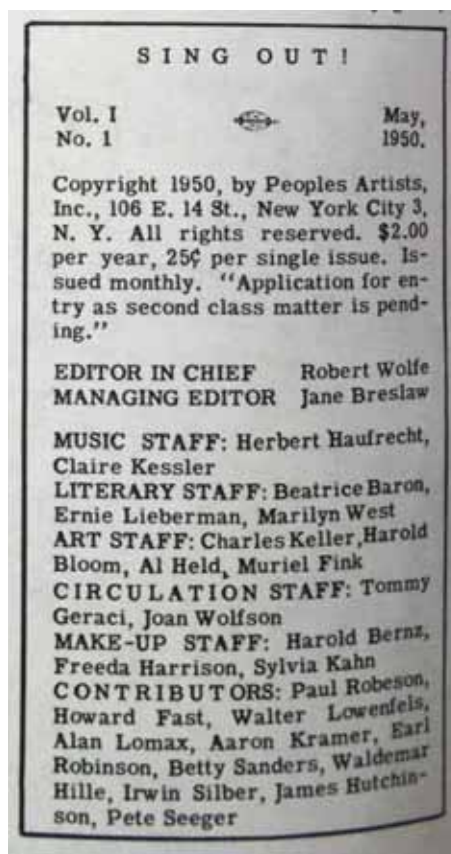 SING OUT!
Vol. I May,
No. 1 1950.
Copyright 1950, by Peoples Artists,
Inc., 106 E. 14 St., New York City 3,
N. Y. All rights reserved. $2.00
per year, 25¢ per single issue. Is-
sued monthly. "Application for en-
try as second class matter is pend-
ing."
EDITOR IN CHIEF Robert Wolfe
MANAGING EDITOR Jane Breslaw
MUSIC STAFF: Herbert Haufrecht,
Claire Kessler
LITERARY STAFF: Beatrice Baron,
Ernie Lieberman, Marilyn West
ART STAFF: Charles Keller, Harold
Bloom, Al Held, Muriel Fink
CIRCULATION STAFF: Tommy
Geraci, Joan Wolfson
MAKE-UP STAFF: Harold Bernz,
Freeda Harrison, Sylvia Kahn
CONTRIBUTORS: Paul Robeson,
Howard Fast, Walter Lowenfels,
Alan Lomax, Aaron Kramer, Earl
Robinson, Betty Sanders, Waldemar
Hille, Irwin Silber, James Hutchin-
son, Pete Seeger